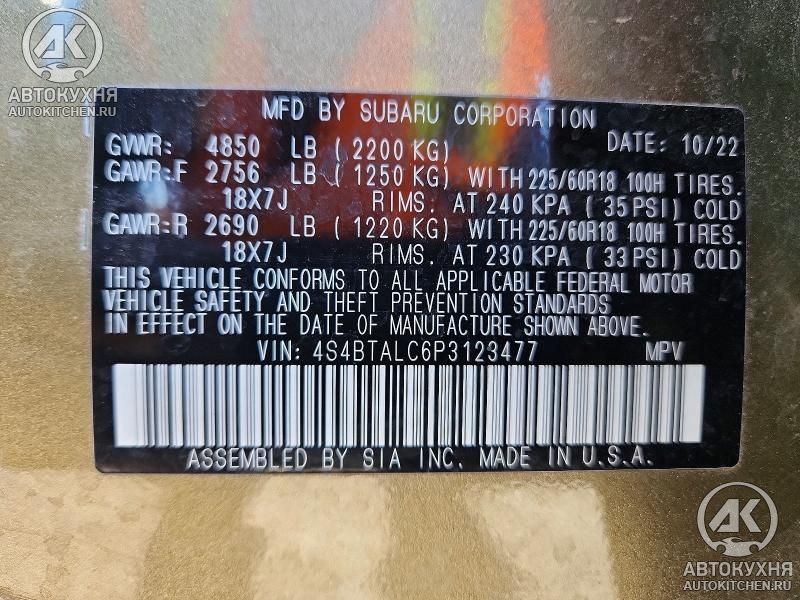 AK
АВТОКУХНЯ
AUTOKITCHEN.RU
MFD BY SUBARU CORPORATION
GVWR: 4850 LB ( 2200 KG) DATE: 10/22
GAWR:F 2756 LB ( 1250 KG) WITH 225/60R18 100H TIRES.
18X7J RIMS. AT 240 KPA ( 35 PSI) COLD
GAWR:R 2690 LB ( 1220 KG) WITH 225/60R18 100H TIRES.
18X7J RIMS. AT 230 KPA ( 33 PSI) COLD
THIS VEHICLE CONFORMS TO ALL APPLICABLE FEDERAL MOTOR
VEHICLE SAFETY AND THEFT PREVENTION STANDARDS
IN EFFECT ON THE DATE OF MANUFACTURE SHOWN ABOVE.
VIN: 4S4BTALC6P3123477 MPV
ASSEMBLED BY SIA INC. MADE IN U.S.A.
AK
АВТОКУХНЯ
AUTOKITCHEN.RU